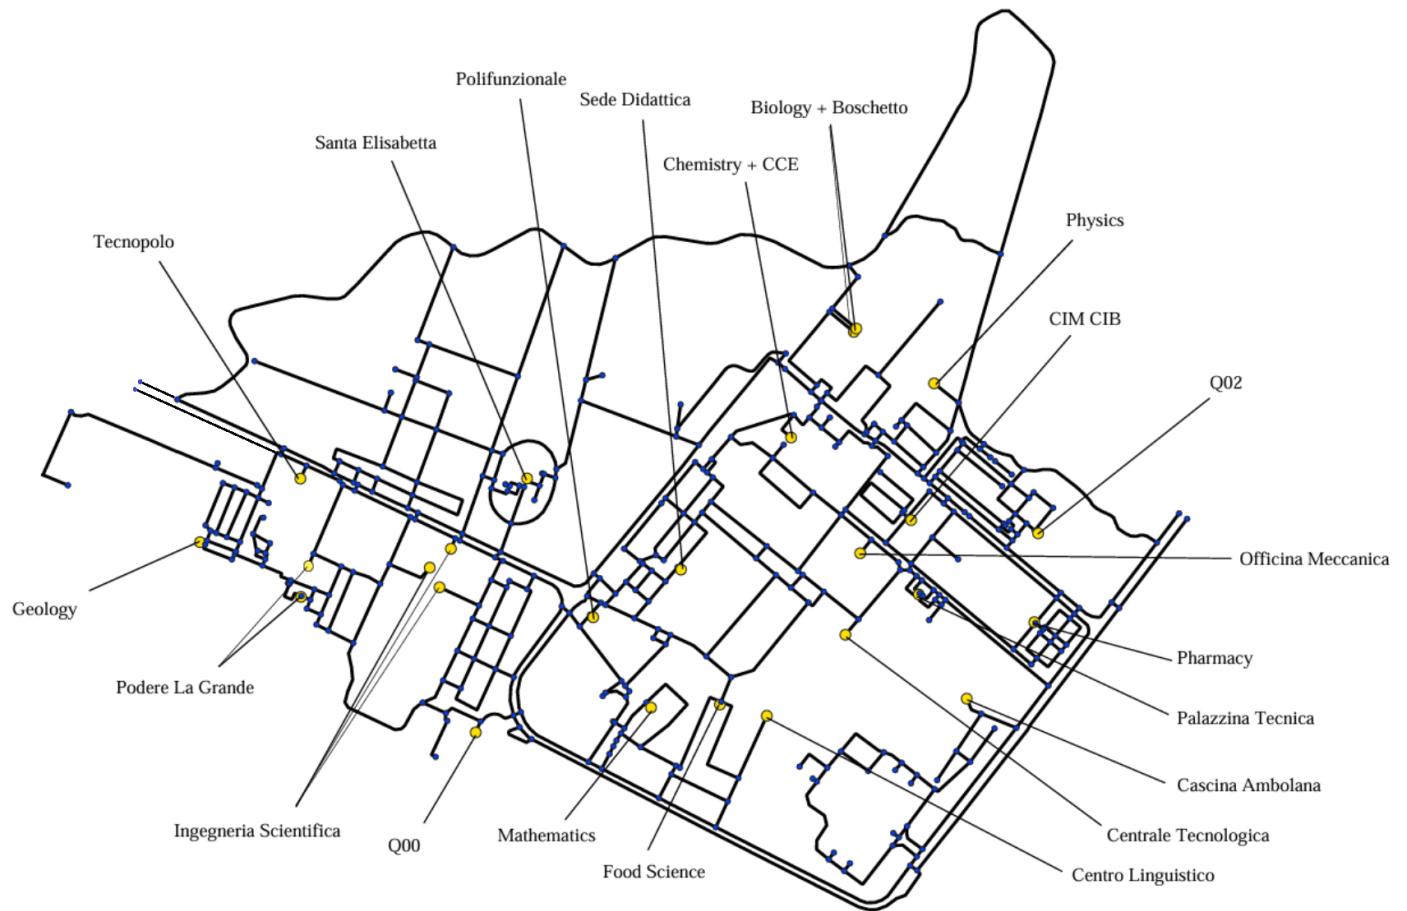 Polifunzionale
Sede Didattica
Biology + Boschetto
Santa Elisabetta
Chemistry + CCE
Physics
Tecnopolo
CIM CIB
Q02
Officina Meccanica
Geology
Pharmacy
Podere La Grande
Palazzina Tecnica
Cascina Ambolana
Ingegneria Scientifica
Mathematics
Centrale Tecnologica
Q00
Food Science
Centro Linguistico